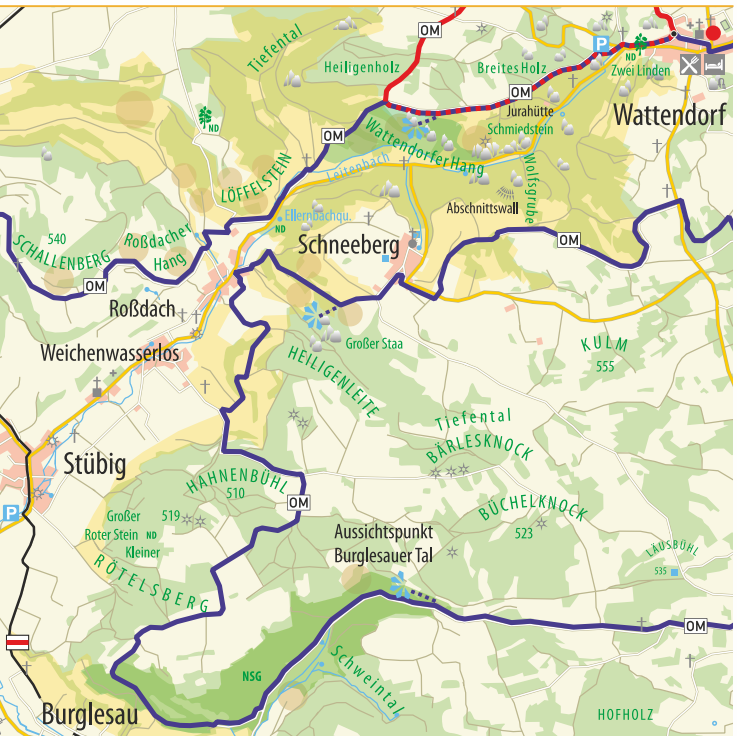 OM
Tiefental
Heiligenholz
Breites Holz
P
ND
Zwei Linden
OM
Jurahütte
Schmiedstein
Wattendorf
ND
OM
Wattendorfer Hang
Leitenbach
LÖFFELSTEIN
Wolfsgrube
Abschnittswall
Ellernbachqu.
ND
540
SCHALLENBERG
Roßdacher
Hang
Schneeberg
OM
OM
Roßdach
Weichenwasserlos
Großer Staa
HEILIGENLEITE
KULM
555
Tiefental
BÄRLESKNOCK
Stübig
HAHNENBÜHL
510
OM
P
Großer
Roter Stein ND
Kleiner
519
BÜCHELKNOCK
523
Aussichtspunkt
Burglesauer Tal
LÄUSBÜHL
535
RÖTELSBERG
OM
Schweintal
NSG
Burglesau
HOFHOLZ